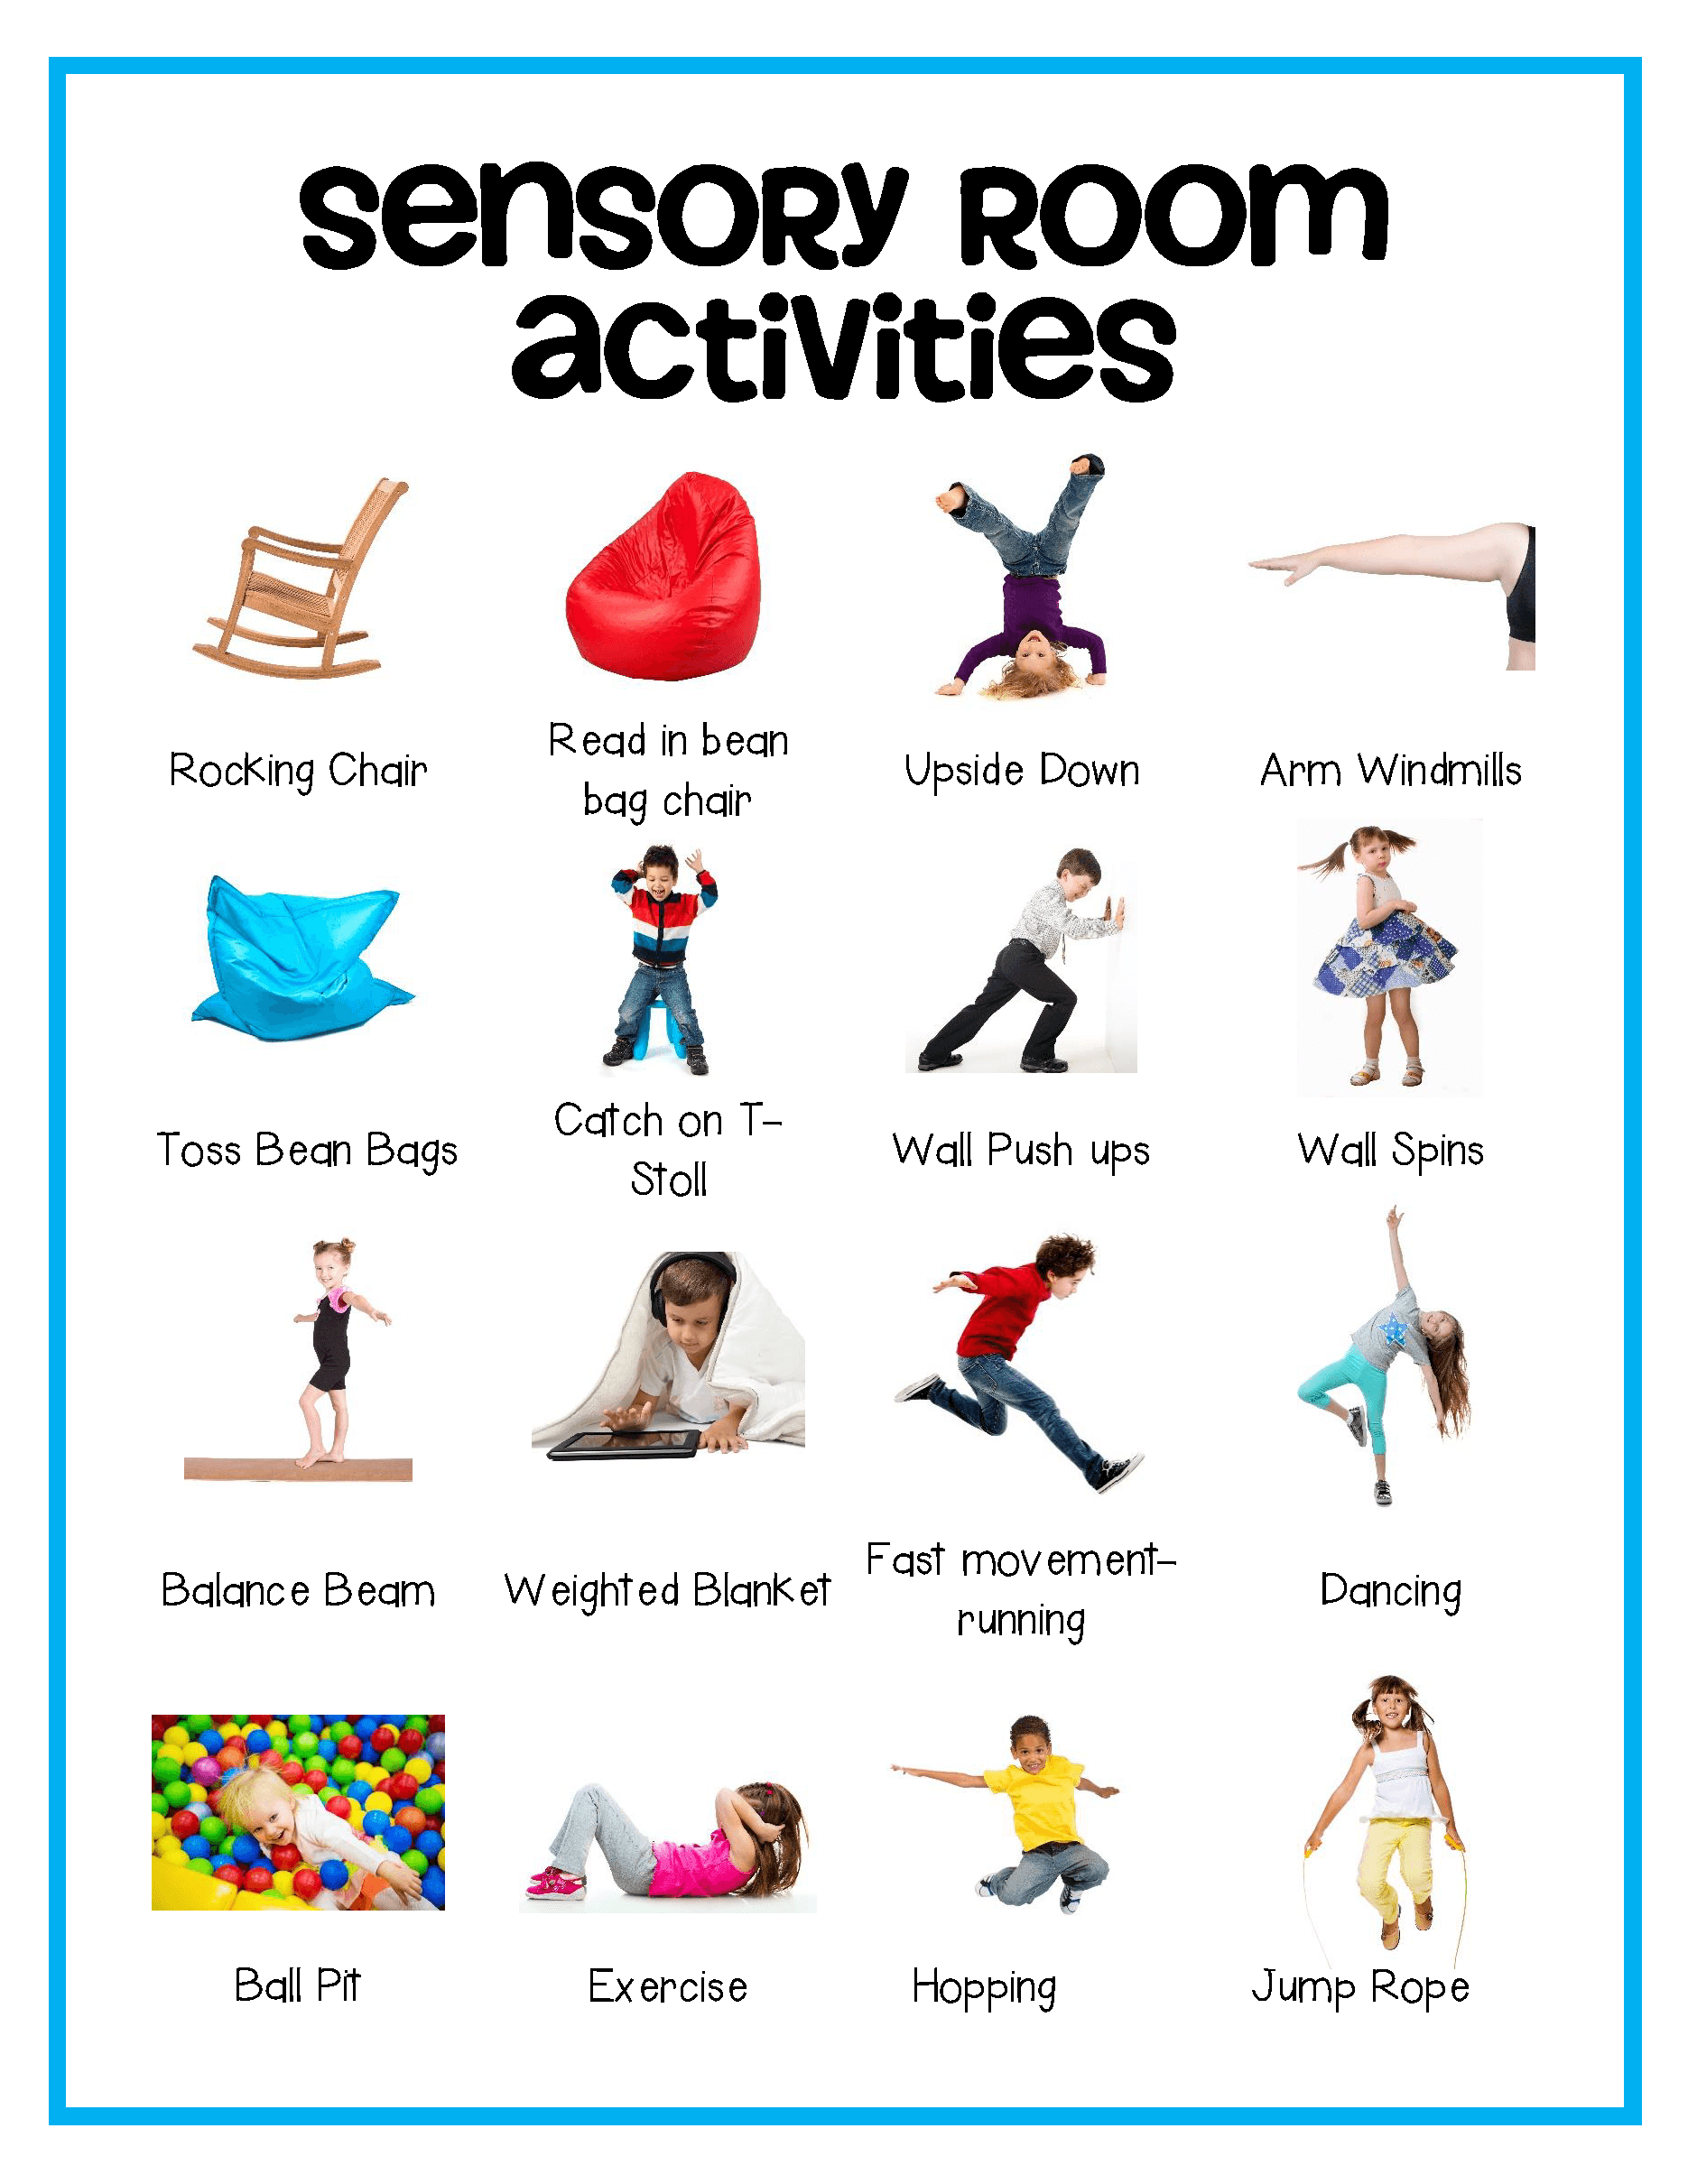 sensory room
activities
Rocking Chair
Read in bean
bag chair
Upside Down
Arm Windmills
Toss Bean Bags
Catch on T-
Stoll
Wall Push ups
Wall Spins
Balance Beam
Weighted Blanket
Fast movement-
running
Dancing
Ball Pit
Exercise
Hopping
Jump Rope